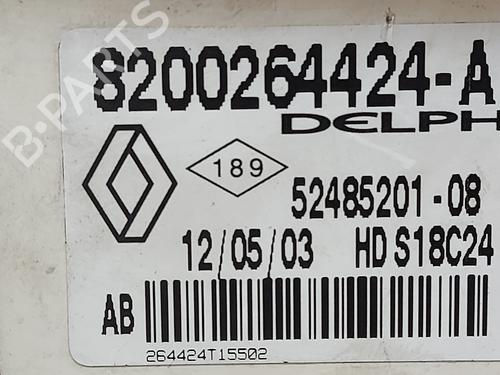 B-PARTS
8200264424-A
DELPH
189
52485201-08
12/05/03 HD S18C24
AB
264424T15502